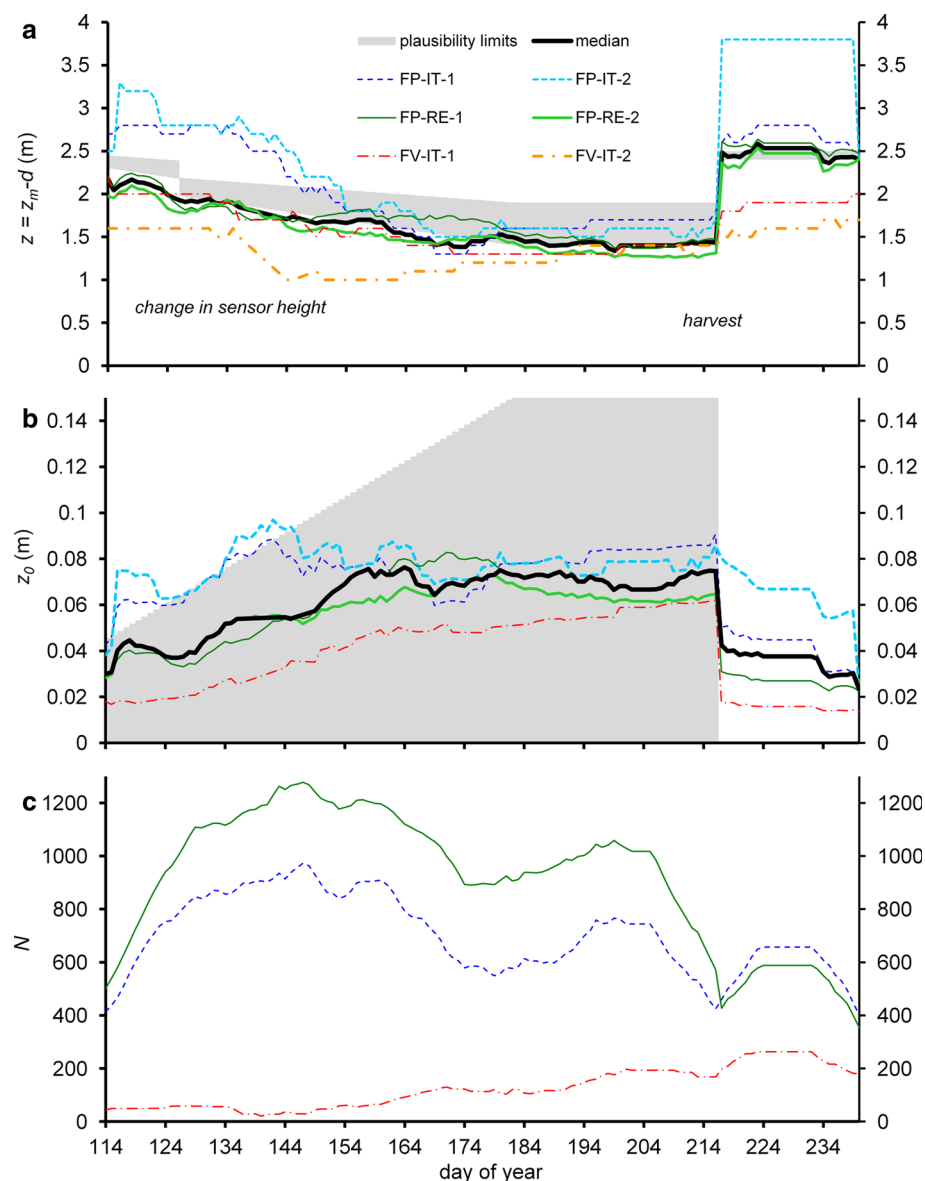 a
z = z_m-d (m)
4
3.5
3
2.5
2
1.5
1
0.5
0
plausibility limits
median
FP-IT-1
FP-IT-2
FP-RE-1
FP-RE-2
FV-IT-1
FV-IT-2
change in sensor height
harvest
4
3.5
3
2.5
2
1.5
1
0.5
0
b
z_0 (m)
0.14
0.12
0.1
0.08
0.06
0.04
0.02
0
0.14
0.12
0.1
0.08
0.06
0.04
0.02
0
c
N
1200
1000
800
600
400
200
0
1200
1000
800
600
400
200
0
114 124 134 144 154 164 174 184 194 204 214 224 234
day of year